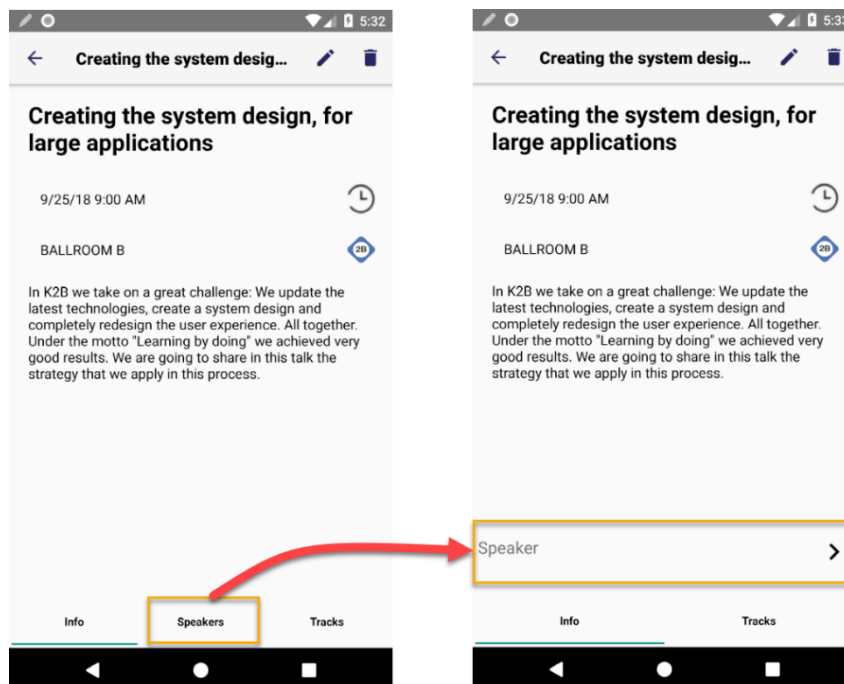 5:32
Creating the system desig...
Creating the system design, for
large applications
9/25/18 9:00 AM
BALLROOM B
2B
In K2B we take on a great challenge: We update the
latest technologies, create a system design and
completely redesign the user experience. All together.
Under the motto "Learning by doing" we achieved very
good results. We are going to share in this talk the
strategy that we apply in this process.
Info Speakers Tracks
5:33
Creating the system desig...
Creating the system design, for
large applications
9/25/18 9:00 AM
BALLROOM B
2B
In K2B we take on a great challenge: We update the
latest technologies, create a system design and
completely redesign the user experience. All together.
Under the motto "Learning by doing" we achieved very
good results. We are going to share in this talk the
strategy that we apply in this process.
Speaker
Info Tracks